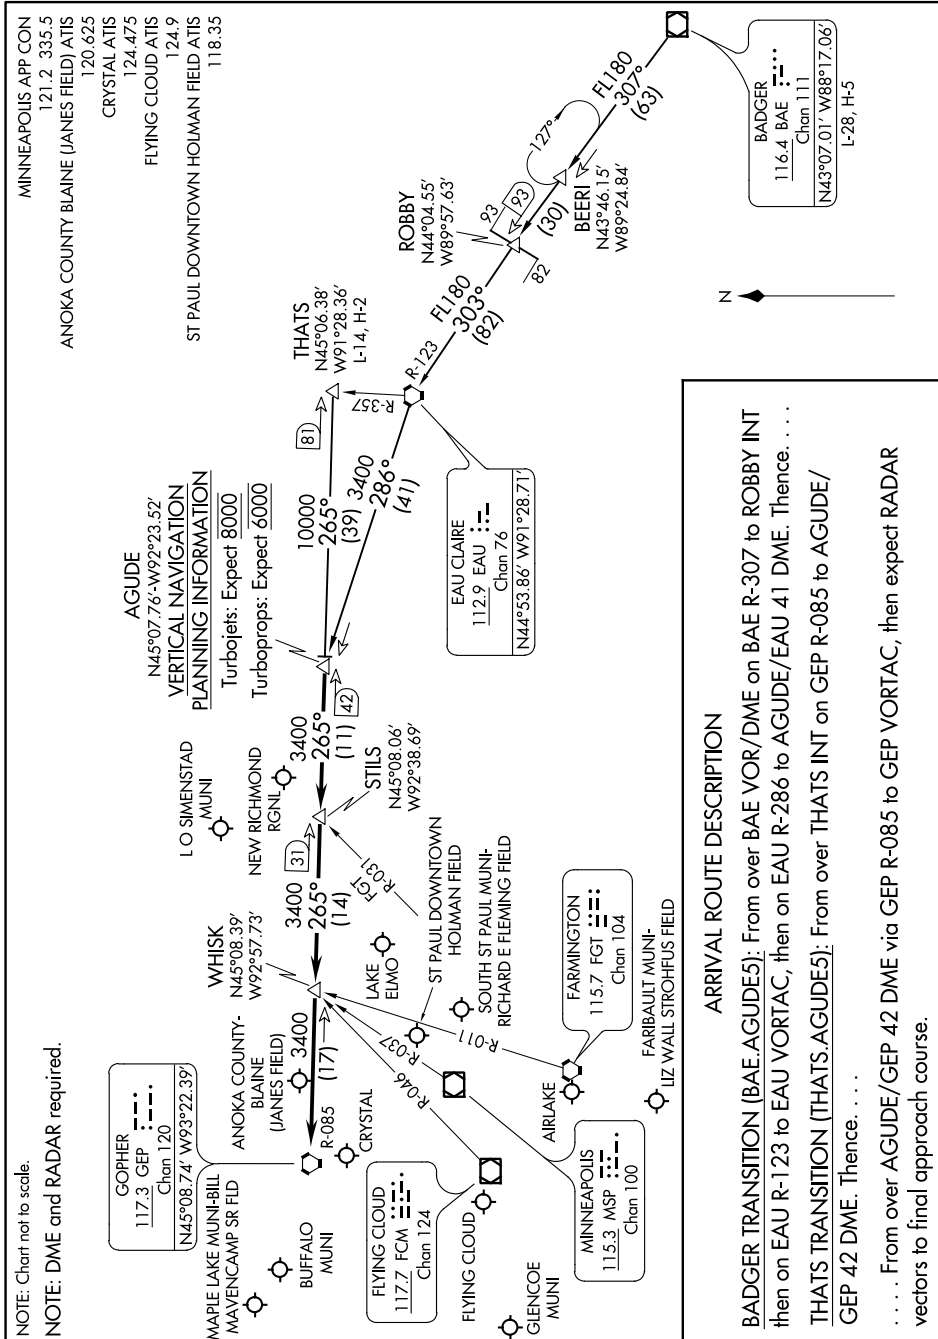 NOTE: Chart not to scale.
NOTE: DME and RADAR required.
MINNEAPOLIS APP CON
121.2 335.5
ANOKA COUNTY BLAINE (JANES FIELD) ATIS
120.625
CRYSTAL ATIS
124.475
FLYING CLOUD ATIS
124.9
ST PAUL DOWNTOWN HOLMAN FIELD ATIS
118.35
GOPHER
117.3 GEP
Chan 120
N45°08.74' W93°22.39'
MAPLE LAKE MUNI-BILL
MAVENCAMP SR FLD
BUFFALO
MUNI
ANOKA COUNTY-
BLAINE
(JANES FIELD)
CRYSTAL
R-085
3400
(17)
WHISK
N45°08.39'
W92°57.73'
3400
265°
(14)
31
L O SIMENSTAD
MUNI
NEW RICHMOND
RGNL
STILS
N45°08.06'
W92°38.69'
3400
265°
(11)
42
AGUDE
N45°07.76'-W92°23.52'
VERTICAL NAVIGATION
PLANNING INFORMATION
Turbojets: Expect 8000
Turboprops: Expect 6000
10000
265°
(39)
81
3400
286°
(41)
THATS
N45°06.38'
W91°28.36'
L-14, H-2
R-357
R-123
EAU CLAIRE
112.9 EAU
Chan 76
N44°53.86' W91°28.71'
FL180
303°
(82)
ROBBY
N44°04.55'
W89°57.63'
93
93
82
(30)
BEERI
N43°46.15'
W89°24.84'
127°
FL180
307°
(63)
BADGER
116.4 BAE
Chan 111
N43°07.01' W88°17.06'
L-28, H-5
N
FGT
R-031
LAKE
ELMO
ST PAUL DOWNTOWN
HOLMAN FIELD
SOUTH ST PAUL MUNI-
RICHARD E FLEMING FIELD
R-011
R-037
R-046
FLYING CLOUD
117.7 FCM
Chan 124
FLYING CLOUD
GLENCOE
MUNI
MINNEAPOLIS
115.3 MSP
Chan 100
AIRLAKE
FARMINGTON
115.7 FGT
Chan 104
FARIBAULT MUNI-
LIZ WALL STROHFUS FIELD
ARRIVAL ROUTE DESCRIPTION
BADGER TRANSITION (BAE.AGUDE5): From over BAE VOR/DME on BAE R-307 to ROBBY INT
then on EAU R-123 to EAU VORTAC, then on EAU R-286 to AGUDE/EAU 41 DME. Thence. . . .
THATS TRANSITION (THATS.AGUDE5): From over THATS INT on GEP R-085 to AGUDE/
GEP 42 DME. Thence. . . .
. . . . From over AGUDE/GEP 42 DME via GEP R-085 to GEP VORTAC, then expect RADAR
vectors to final approach course.